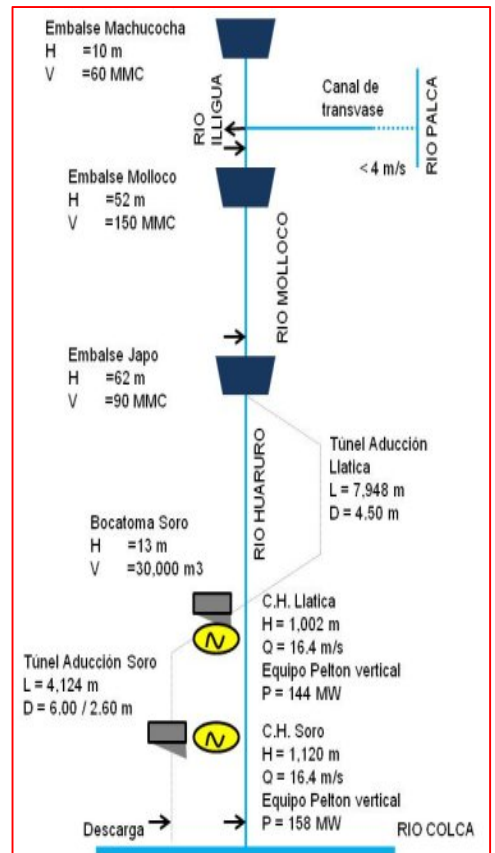 Embalse Machucocha
H =10 m
V =60 MMC
RIO
ILLIGUA
Canal de
transvase
RIO PALCA
<4 m/s
Embalse Molloco
H =52 m
V =150 MMC
RIO MOLLOCO
Embalse Japo
H =62 m
V =90 MMC
RIO HUARURO
Túnel Aducción
Llatica
L = 7,948 m
D = 4.50 m
Bocatoma Soro
H =13 m
V =30,000 m3
C.H. Llatica
H = 1,002 m
Q = 16.4 m/s
Equipo Pelton vertical
P = 144 MW
Túnel Aducción Soro
L = 4,124 m
D = 6.00 / 2.60 m
C.H. Soro
H = 1,120 m
Q = 16.4 m/s
Equipo Pelton vertical
P = 158 MW
Descarga
RIO COLCA